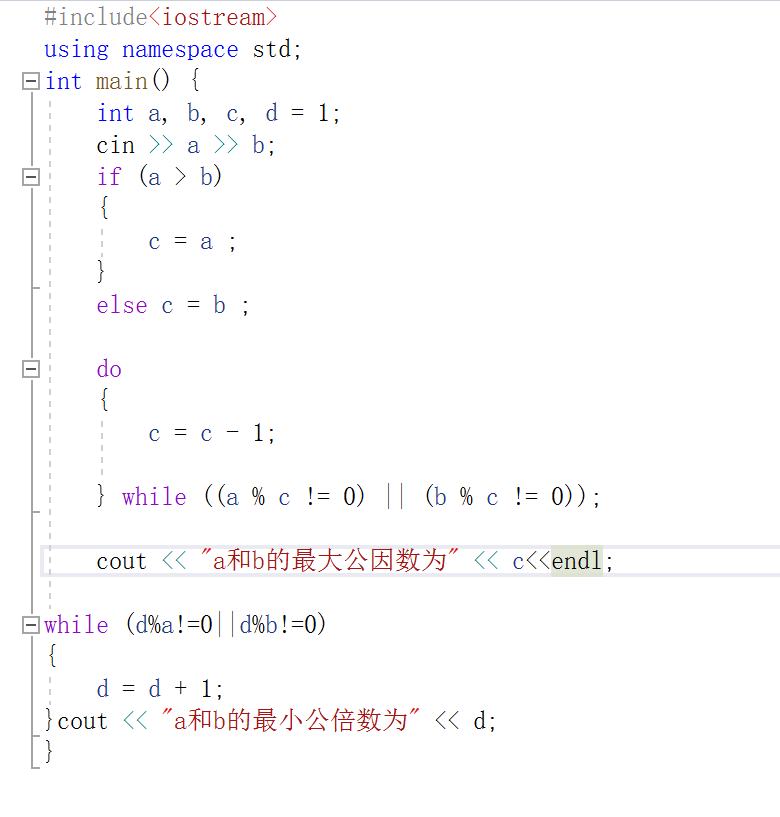 #include<iostream>
using namespace std;
int main() {
int a, b, c, d = 1;
cin >> a >> b;
if (a > b)
{
c = a ;
}
else c = b ;
do
{
c = c - 1;
} while ((a % c != 0) || (b % c != 0));
cout << "a和b的最大公因数为" << c<<endl;
while (d%a!=0||d%b!=0)
{
d = d + 1;
}cout << "a和b的最小公倍数为" << d;
}